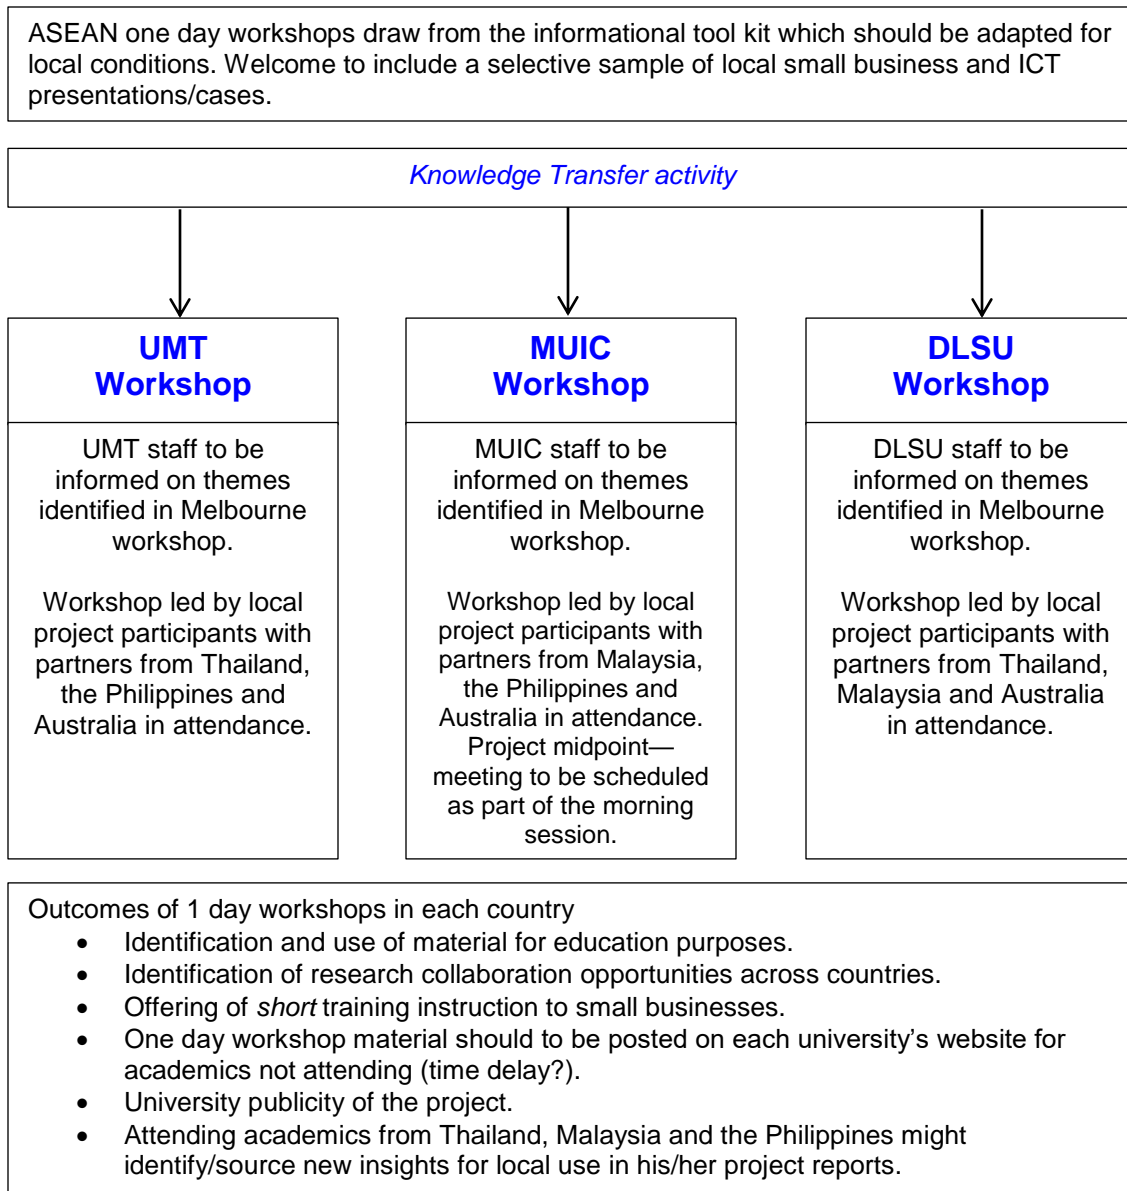 ASEAN one day workshops draw from the informational tool kit which should be adapted for
local conditions. Welcome to include a selective sample of local small business and ICT
presentations/cases.
Knowledge Transfer activity
UMT
Workshop
UMT staff to be
informed on themes
identified in Melbourne
workshop.
Workshop led by local
project participants with
partners from Thailand,
the Philippines and
Australia in attendance.
MUIC
Workshop
MUIC staff to be
informed on themes
identified in Melbourne
workshop.
Workshop led by local
project participants with
partners from Malaysia,
the Philippines and
Australia in attendance.
Project midpoint—
meeting to be scheduled
as part of the morning
session.
DLSU
Workshop
DLSU staff to be
informed on themes
identified in Melbourne
workshop.
Workshop led by local
project participants with
partners from Thailand,
Malaysia and Australia
in attendance.
Outcomes of 1 day workshops in each country
• Identification and use of material for education purposes.
• Identification of research collaboration opportunities across countries.
• Offering of short training instruction to small businesses.
• One day workshop material should to be posted on each university’s website for
academics not attending (time delay?).
• University publicity of the project.
• Attending academics from Thailand, Malaysia and the Philippines might
identify/source new insights for local use in his/her project reports.